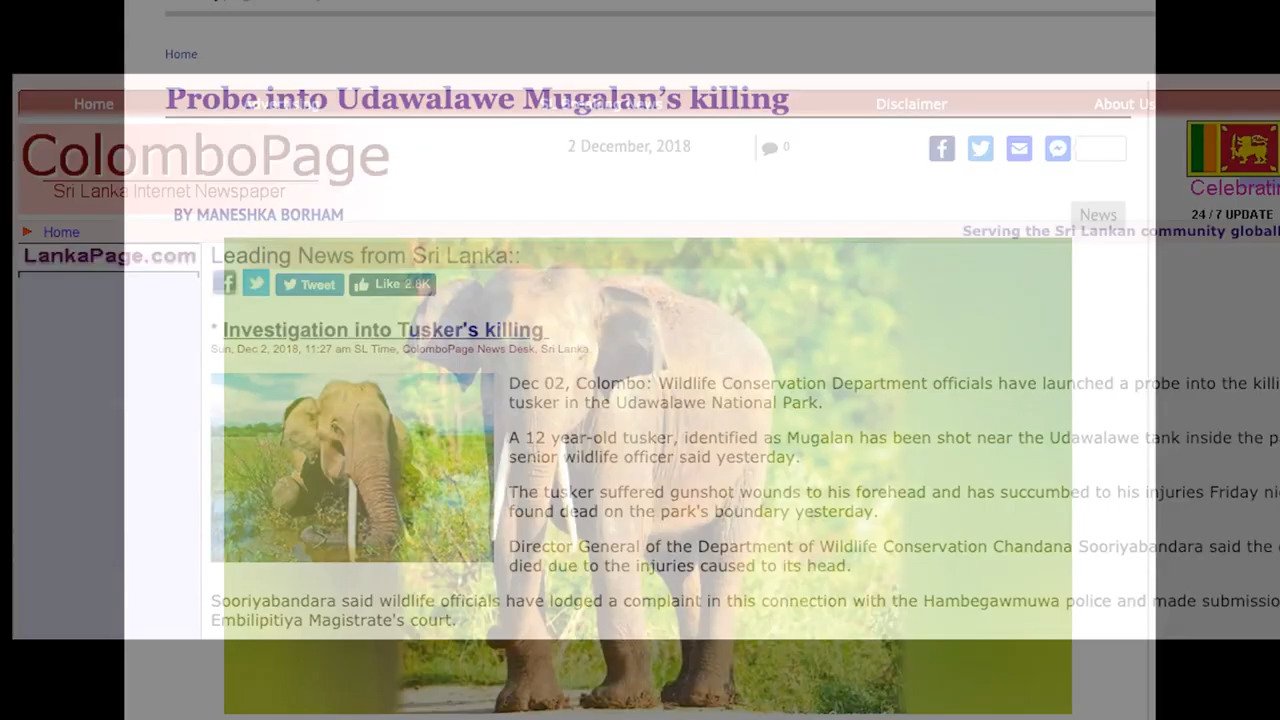 Home
Probe into Udawalawe Mugalan's killing
Home
Disclaimer
About Us
ColomboPage
Sri Lanka Internet Newspaper
2 December, 2018
0
BY MANESHKA BORHAM
News
Celebratin
24 / 7 UPDATE
Serving the Sri Lankan community globall
Home
LankaPage.com
Leading News from Sri Lanka::
Tweet
Like 2.8K
* Investigation into Tusker's killing
Sun, Dec 2, 2018, 11:27 am SL Time, ColomboPage News Desk, Sri Lanka.
Dec 02, Colombo: Wildlife Conservation Department officials have launched a probe into the killi
tusker in the Udawalawe National Park.
A 12 year-old tusker, identified as Mugalan has been shot near the Udawalawe tank inside the p
senior wildlife officer said yesterday.
The tusker suffered gunshot wounds to his forehead and has succumbed to his injuries Friday ni
found dead on the park's boundary yesterday.
Director General of the Department of Wildlife Conservation Chandana Sooriyabandara said the
died due to the injuries caused to its head.
Sooriyabandara said wildlife officials have lodged a complaint in this connection with the Hambegawmuwa police and made submissio
Embilipitiya Magistrate's court.